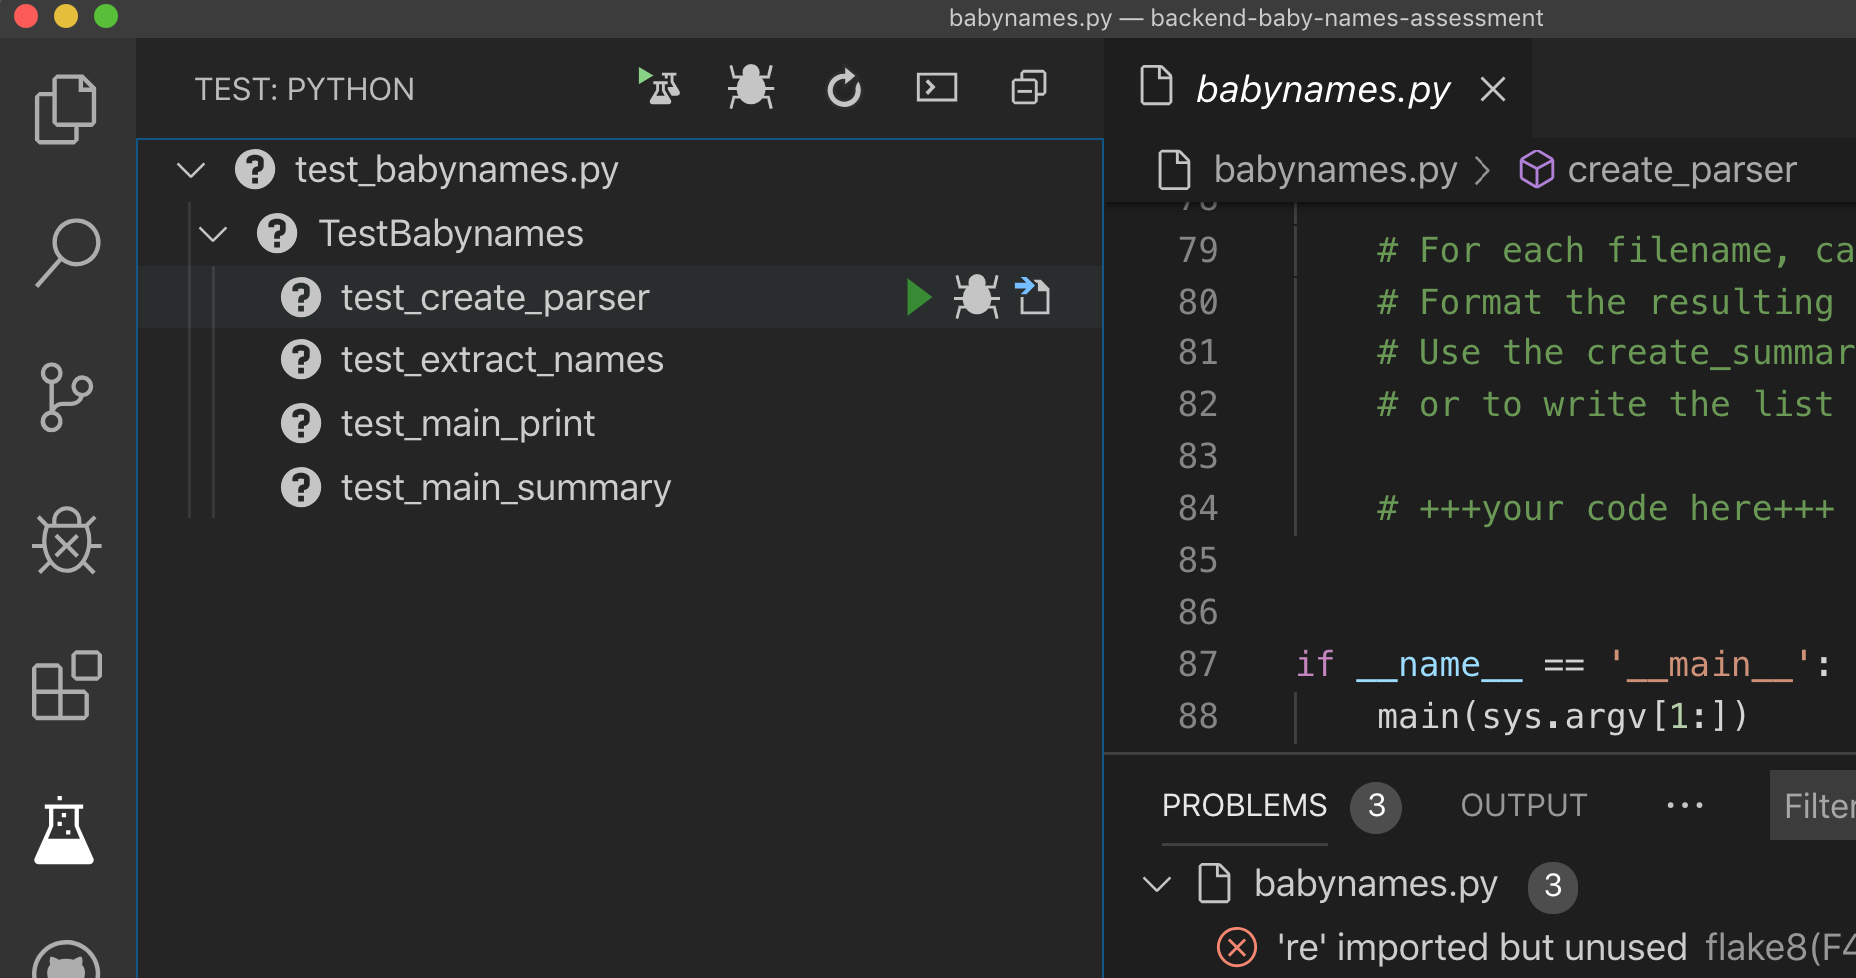 babynames.py — backend-baby-names-assessment
TEST: PYTHON
test_babynames.py
TestBabynames
test_create_parser
test_extract_names
test_main_print
test_main_summary
babynames.py
babynames.py > create_parser
78
79 # For each filename, ca
80 # Format the resulting
81 # Use the create_summar
82 # or to write the list
83
84 # +++your code here+++
85
86
87 if __name__ == '__main__':
88 main(sys.argv[1:])
PROBLEMS 3 OUTPUT ··· Filter
babynames.py 3
're' imported but unused flake8(F4